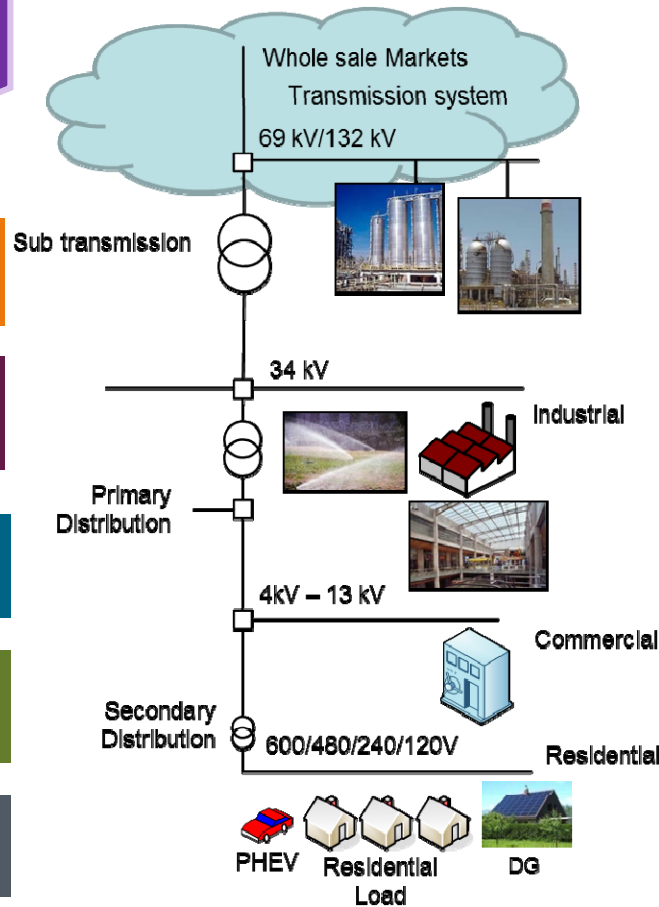 Whole sale Markets
Transmission system
69 kV/132 kV
Sub transmission
34 kV
Industrial
Primary
Distribution
4kV – 13 kV
Commercial
Secondary
Distribution
600/480/240/120V
Residential
PHEV
Residential
Load
DG